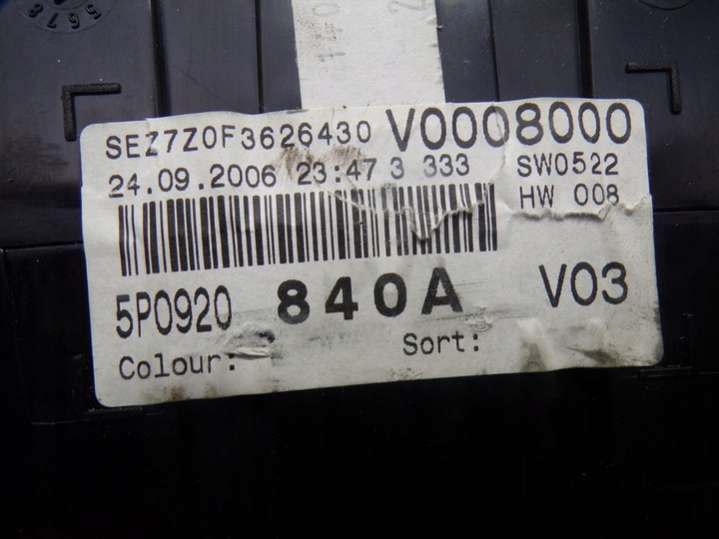 SEZ7Z0F3626430 V0008000
24.09.2006 23:47 3 333 SW0522
HW 008
5P0920 840A V03
Colour: Sort: